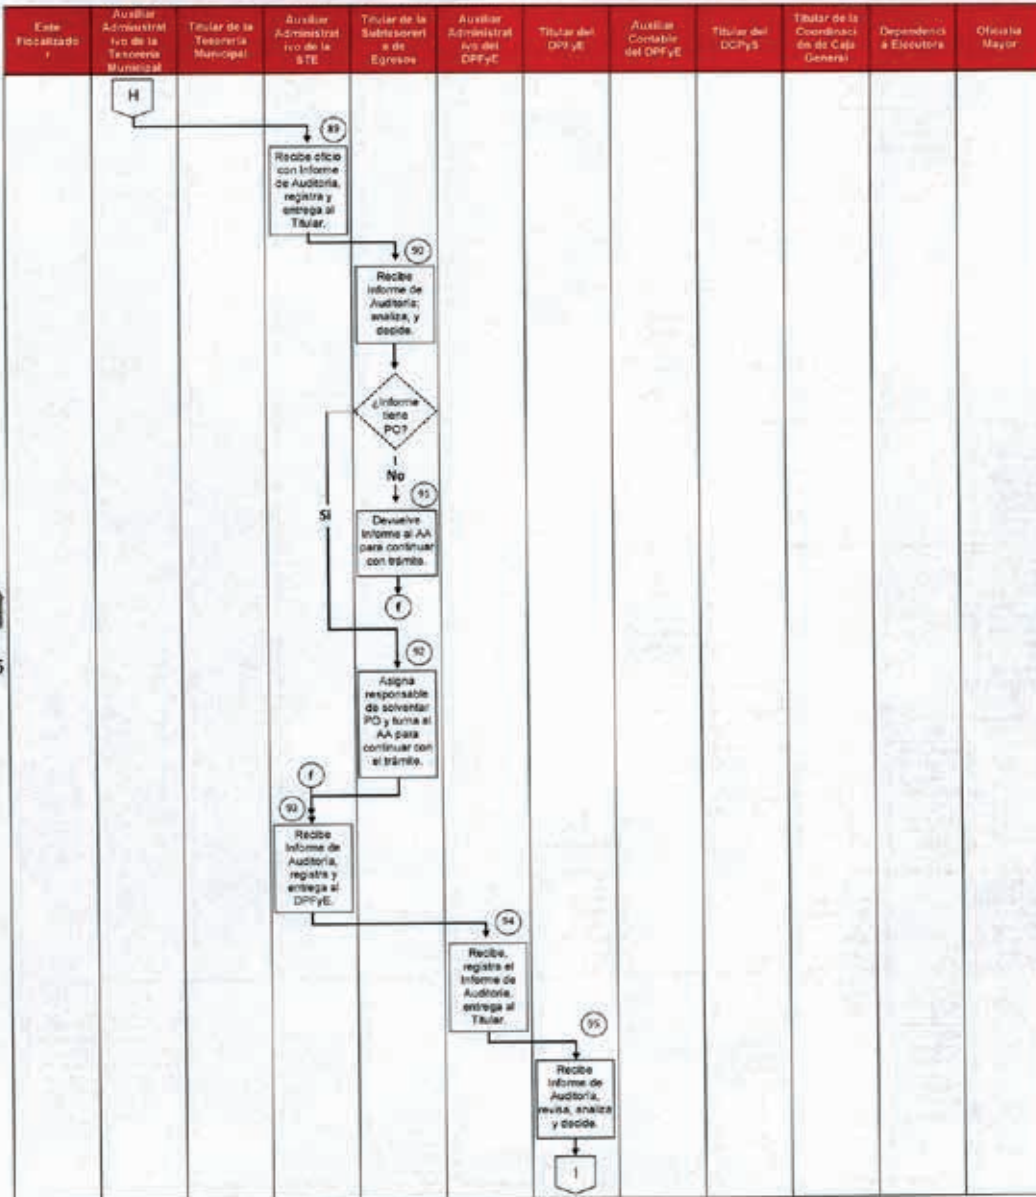 Ente
Fiscalizado
r
Auxiliar
Administrat
ivo de la
Tesorería
Municipal
Titular de la
Tesorería
Municipal
Auxiliar
Administrat
ivo de la
STE
Titular de la
Subtesorerí
a de
Egresos
Auxiliar
Administrat
ivo del
DPFyE
Titular del
DPFyE
Auxiliar
Contable
del DPFyE
Titular del
DCPyS
Titular de la
Coordinaci
ón de Caja
General
Dependenci
a Ejecutora
Oficialía
Mayor
H
89
Recibe oficio
con Informe
de Auditoría,
registra y
entrega al
Titular.
90
Recibe
Informe de
Auditoría;
analiza, y
decide.
¿Informe
tiene
PO?
No
Si
91
Devuelve
Informe al AA
para continuar
con trámite.
f
92
Asigna
responsable
de solventar
PO y turna al
AA para
continuar con
el trámite.
f
93
Recibe
Informe de
Auditoría,
registra y
entrega al
DPFyE.
94
Recibe,
registra el
Informe de
Auditoría,
entrega al
Titular.
95
Recibe
Informe de
Auditoría,
revisa, analiza
y decide.
I